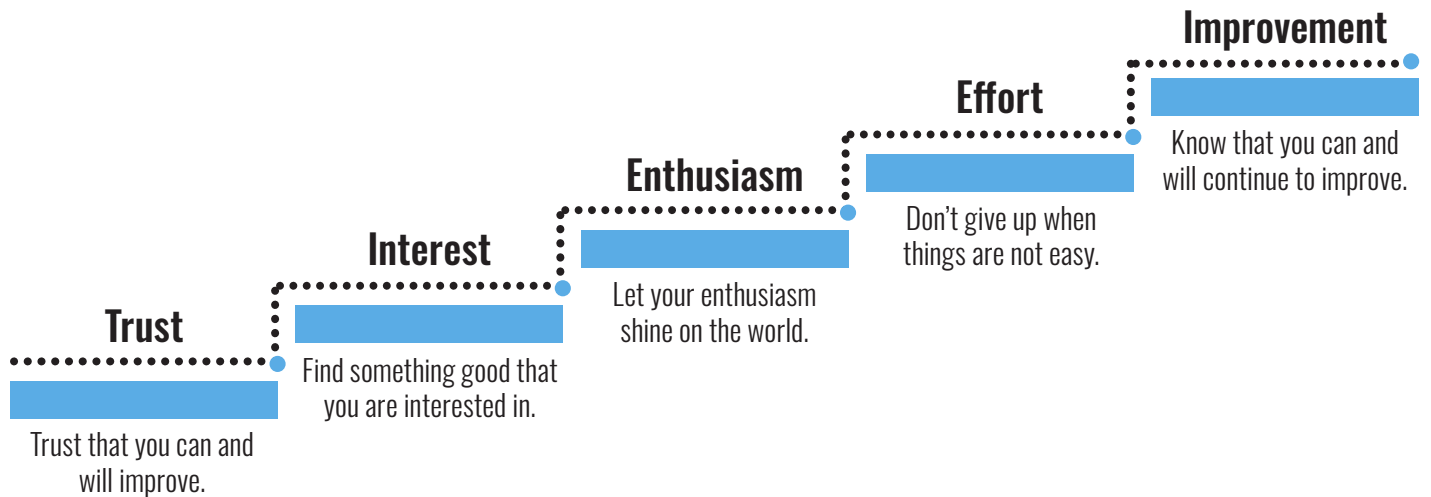 Trust
Trust that you can and
will improve.
Interest
Find something good that
you are interested in.
Enthusiasm
Let your enthusiasm
shine on the world.
Effort
Don’t give up when
things are not easy.
Improvement
Know that you can and
will continue to improve.